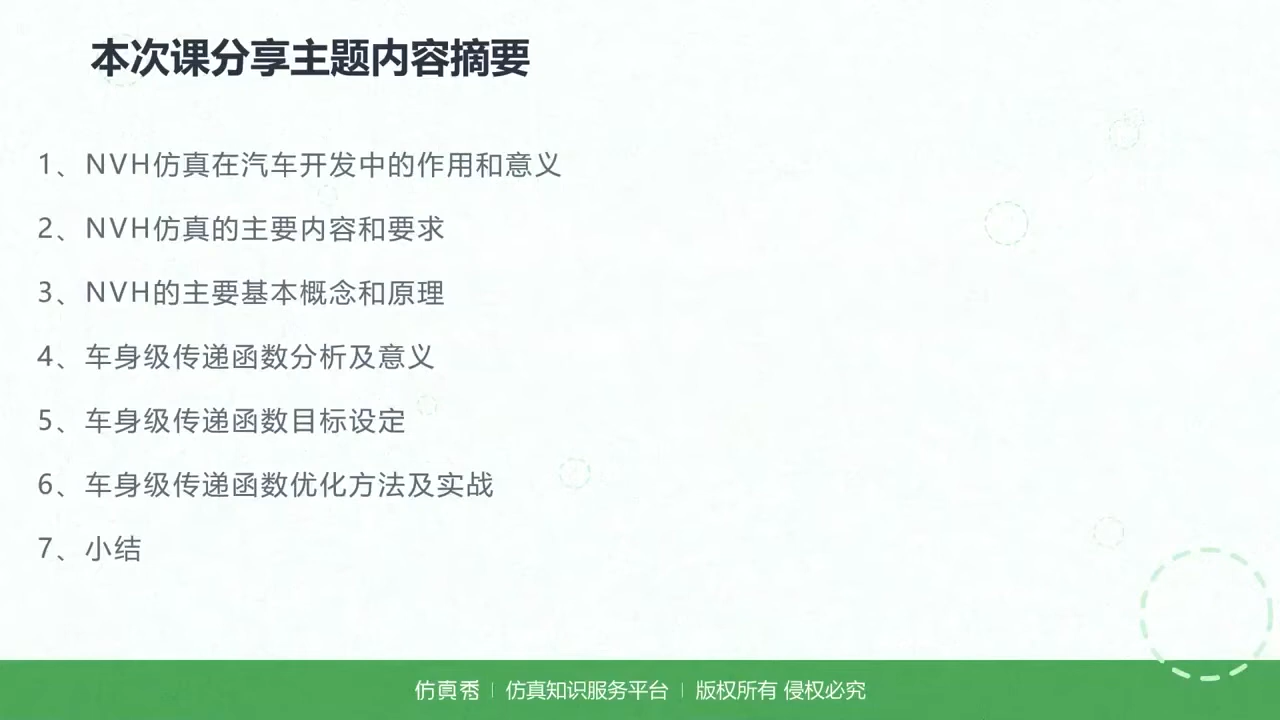 本次课分享主题内容摘要
1、NVH仿真在汽车开发中的作用和意义
2、NVH仿真的主要内容和要求
3、NVH的主要基本概念和原理
4、车身级传递函数分析及意义
5、车身级传递函数目标设定
6、车身级传递函数优化方法及实战
7、小结
仿真秀 | 仿真知识服务平台 | 版权所有 侵权必究